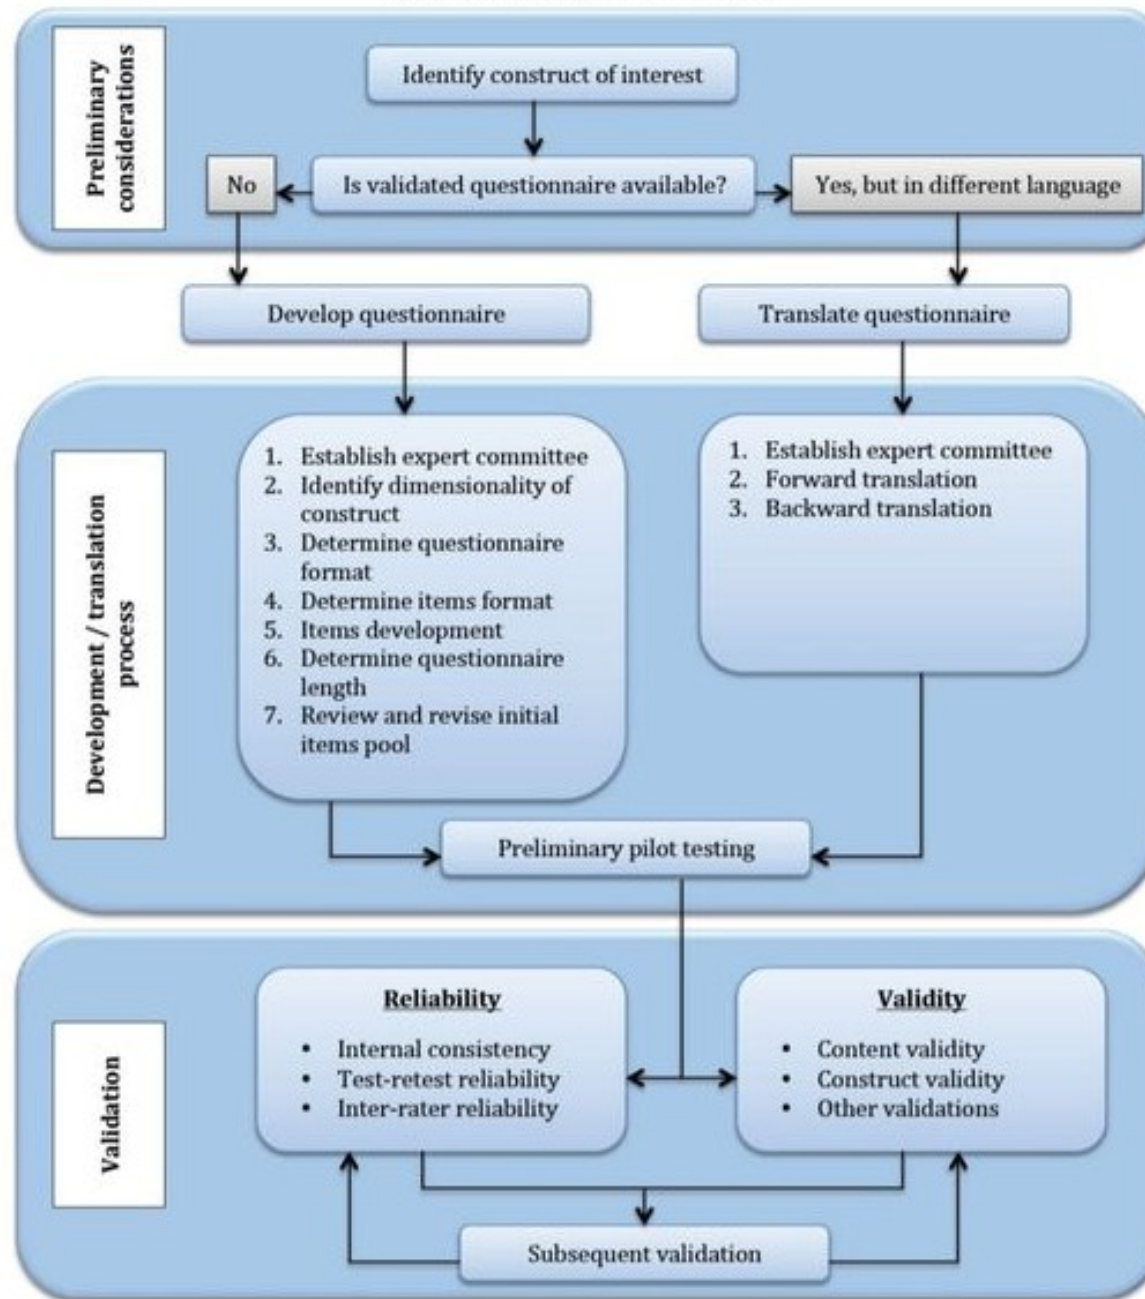 Preliminary
considerations
Identify construct of interest
No
Is validated questionnaire available?
Yes, but in different language
Develop questionnaire
Translate questionnaire
Development / translation
process
1. Establish expert committee
2. Identify dimensionality of
construct
3. Determine questionnaire
format
4. Determine items format
5. Items development
6. Determine questionnaire
length
7. Review and revise initial
items pool
1. Establish expert committee
2. Forward translation
3. Backward translation
Preliminary pilot testing
Validation
Reliability
• Internal consistency
• Test-retest reliability
• Inter-rater reliability
Validity
• Content validity
• Construct validity
• Other validations
Subsequent validation